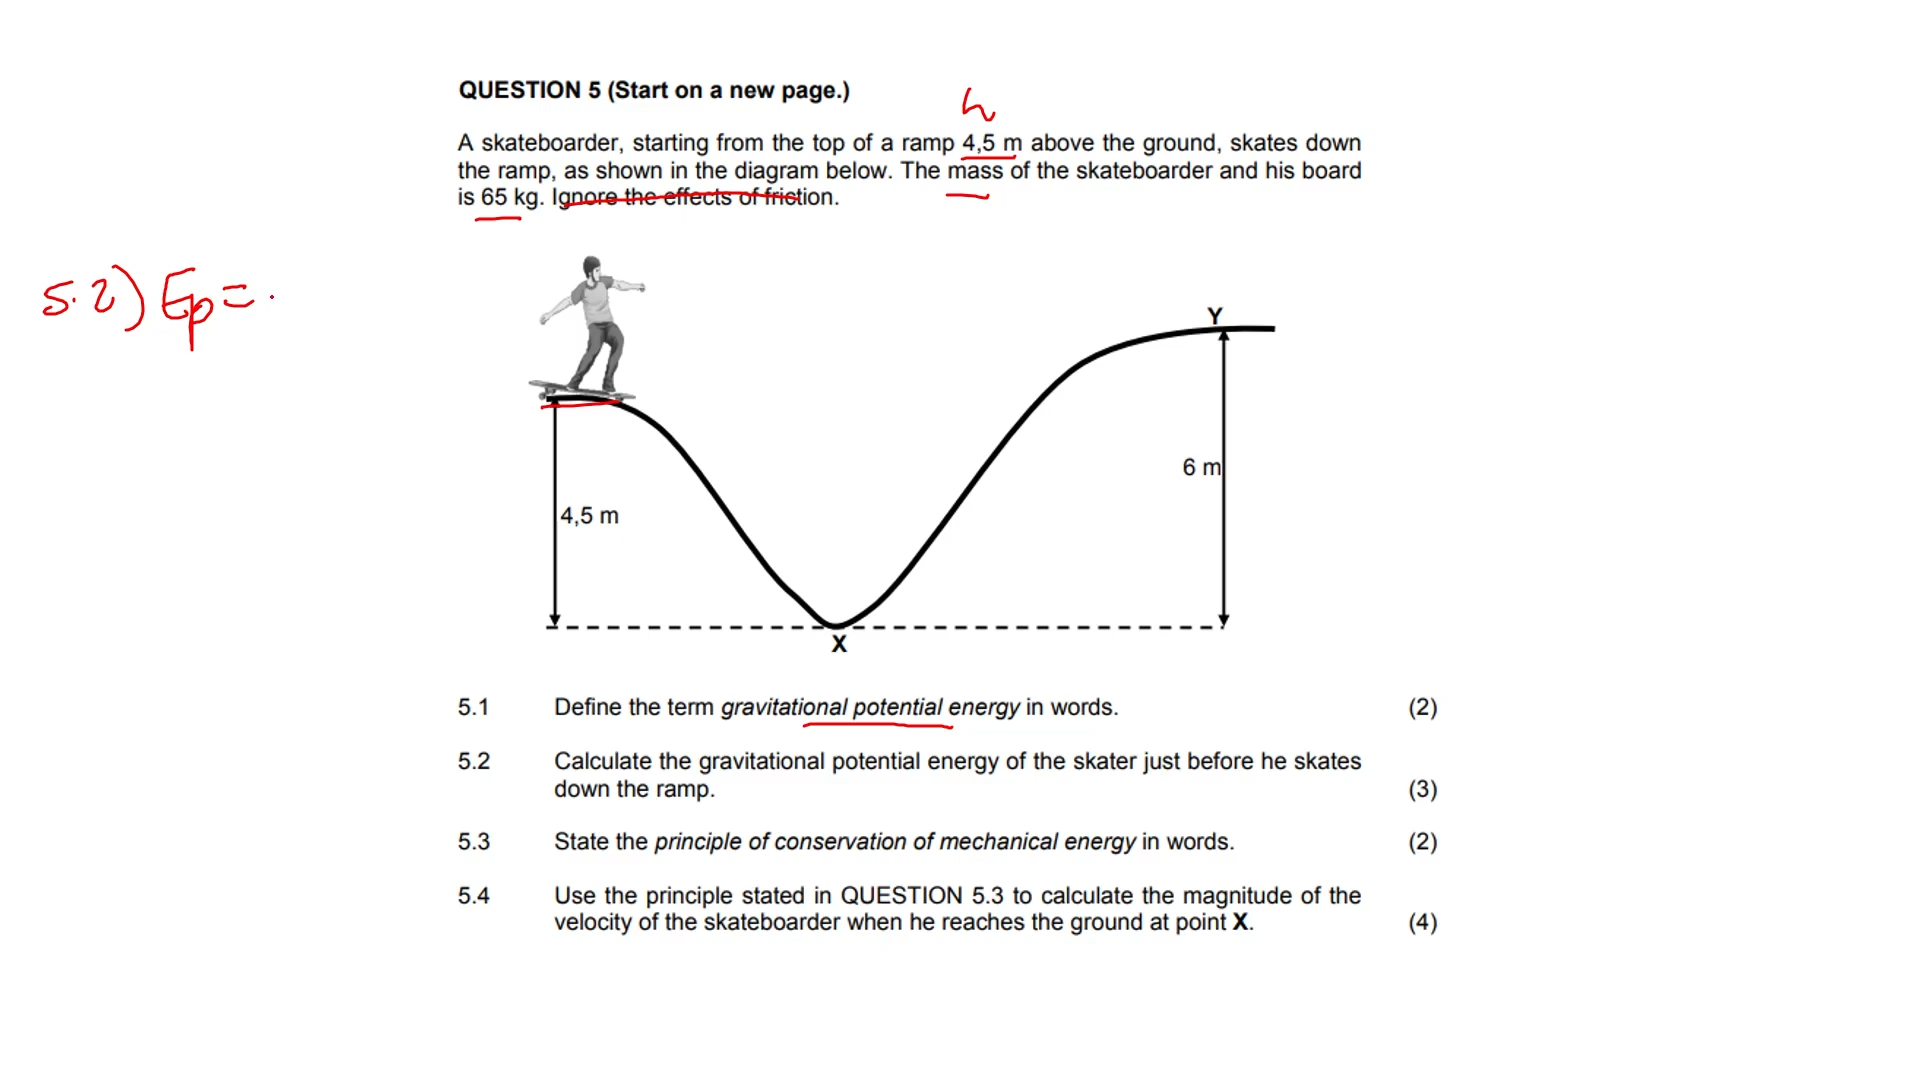 QUESTION 5 (Start on a new page.)
h
A skateboarder, starting from the top of a ramp 4,5 m above the ground, skates down
the ramp, as shown in the diagram below. The mass of the skateboarder and his board
is 65 kg. Ignore the effects of friction.
5.2) Ep = .
Y
6 m
4,5 m
X
5.1 Define the term gravitational potential energy in words. (2)
5.2 Calculate the gravitational potential energy of the skater just before he skates
down the ramp. (3)
5.3 State the principle of conservation of mechanical energy in words. (2)
5.4 Use the principle stated in QUESTION 5.3 to calculate the magnitude of the
velocity of the skateboarder when he reaches the ground at point X. (4)